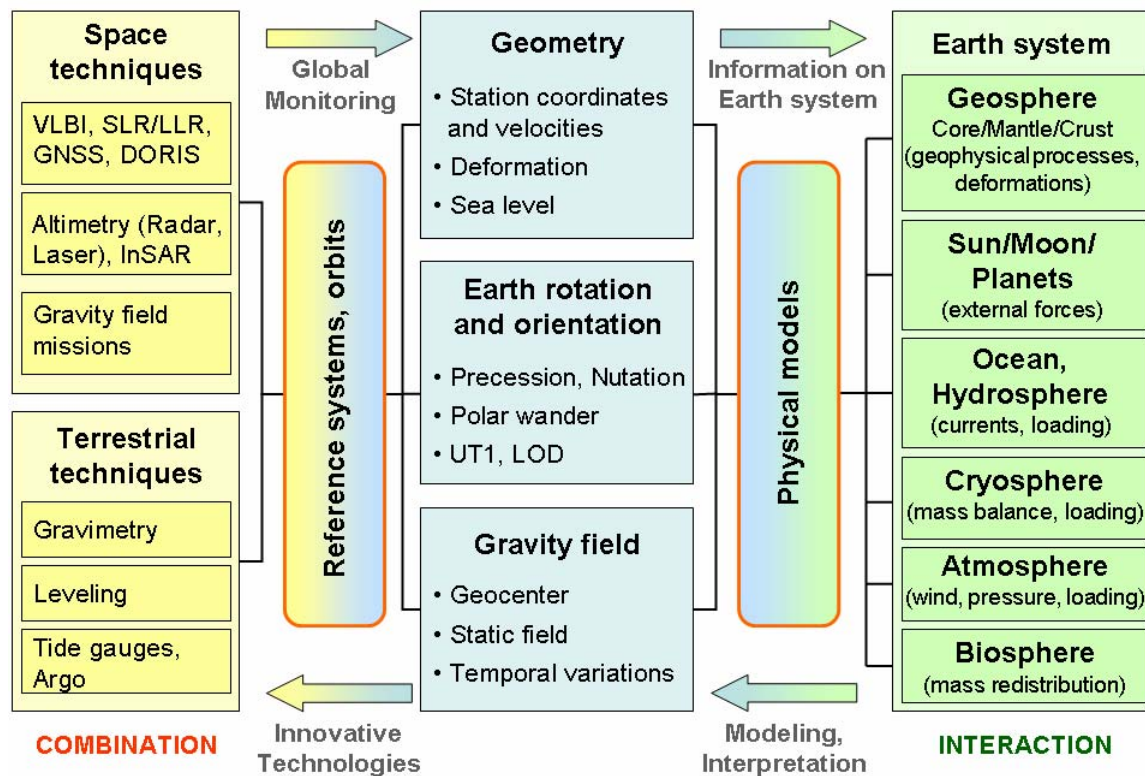 Space
techniques
VLBI, SLR/LLR,
GNSS, DORIS
Altimetry (Radar,
Laser), InSAR
Gravity field
missions
Terrestrial
techniques
Gravimetry
Leveling
Tide gauges,
Argo
COMBINATION
Global
Monitoring
Reference systems, orbits
Innovative
Technologies
Geometry
• Station coordinates
and velocities
• Deformation
• Sea level
Earth rotation
and orientation
• Precession, Nutation
• Polar wander
• UT1, LOD
Gravity field
• Geocenter
• Static field
• Temporal variations
Information on
Earth system
Physical models
Modeling,
Interpretation
Earth system
Geosphere
Core/Mantle/Crust
(geophysical processes,
deformations)
Sun/Moon/
Planets
(external forces)
Ocean,
Hydrosphere
(currents, loading)
Cryosphere
(mass balance, loading)
Atmosphere
(wind, pressure, loading)
Biosphere
(mass redistribution)
INTERACTION